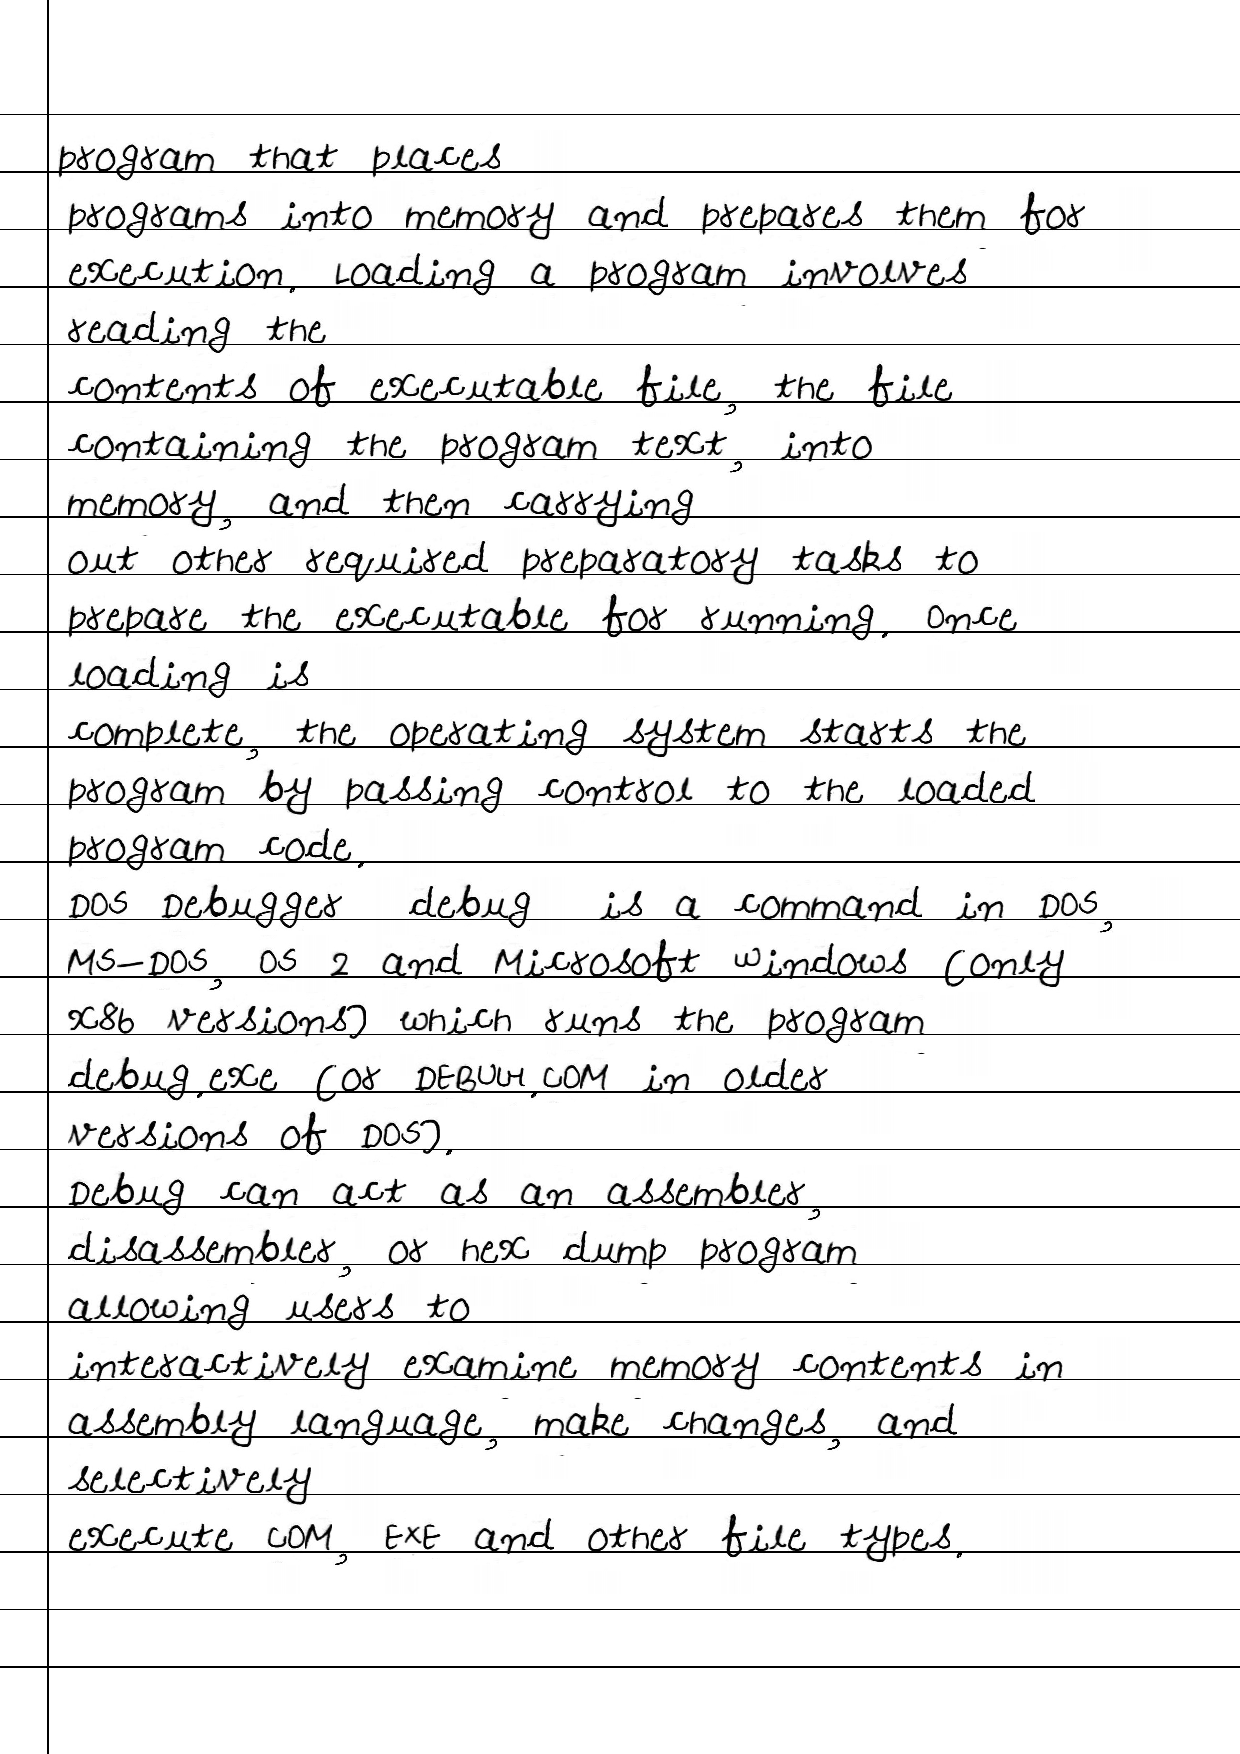 program that places
programs into memory and prepares them for
execution. Loading a program involves
reading the
contents of executable file, the file
containing the program text, into
memory, and then carrying
out other required preparatory tasks to
prepare the executable for running. Once
loading is
complete, the operating system starts the
program by passing control to the loaded
program code.
DOS Debugger debug is a command in DOS,
MS-DOS, OS 2 and Microsoft Windows (only
x86 versions) which runs the program
debug.exe (or DEBUG.COM in older
versions of DOS).
Debug can act as an assembler,
disassembler, or hex dump program
allowing users to
interactively examine memory contents in
assembly language, make changes, and
selectively
execute COM, EXE and other file types.